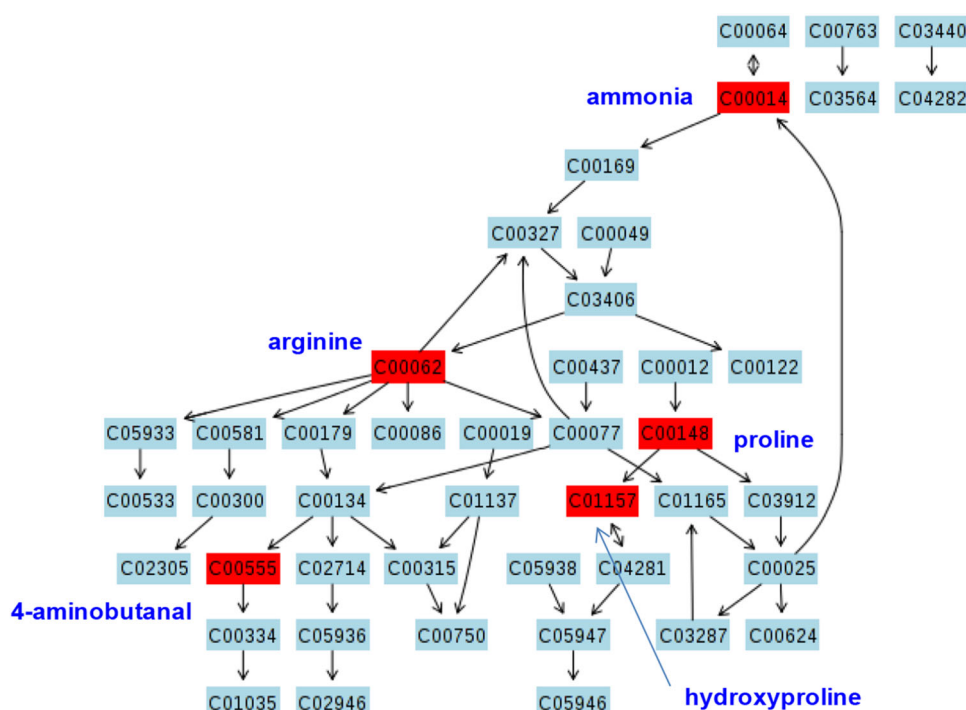 C00064 C00763 C03440
ammonia C00014 C03564 C04282
C00169
C00327 C00049
C03406
arginine
C00062 C00437 C00012 C00122
C05933 C00581 C00179 C00086 C00019 C00077 C00148 proline
C00533 C00300 C00134 C01137 C01157 C01165 C03912
C02305 C00555 C02714 C00315 C05938 C04281 C00025
4-aminobutanal
C00334 C05936 C00750 C05947 C03287 C00624
C01035 C02946 C05946 hydroxyproline